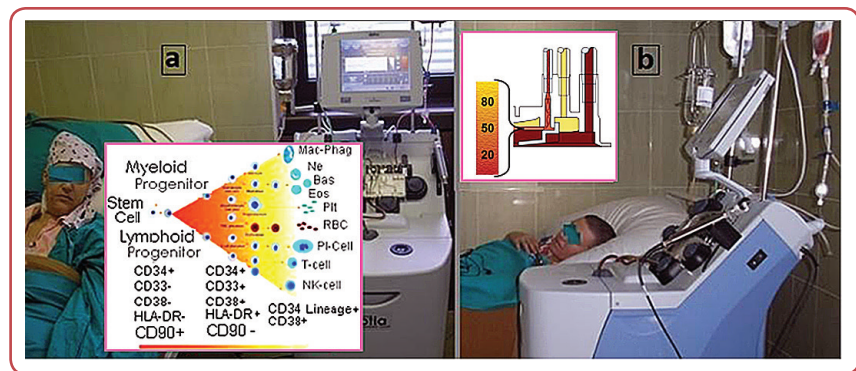 a
b
80
50
20
Mac-Phag
Myeloid
Progenitor
Ne
Bas
Eos
Stem
Cell
Plt
RBC
Lymphoid
Progenitor
Pl-Cell
T-cell
NK-cell
CD34+ CD34+
CD33- CD33+
CD38- CD38+
HLA-DR- HLA-DR+
CD90+ CD90 -
CD34 Lineage+
CD38+